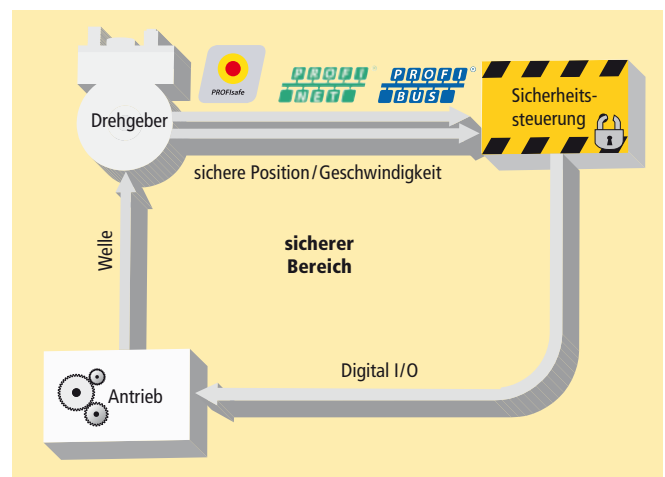 PROFIsafe
PROFI
NET
PROFI
BUS
®
Drehgeber
Sicherheits-
steuerung
sichere Position/Geschwindigkeit
Welle
sicherer
Bereich
Digital I/O
Antrieb